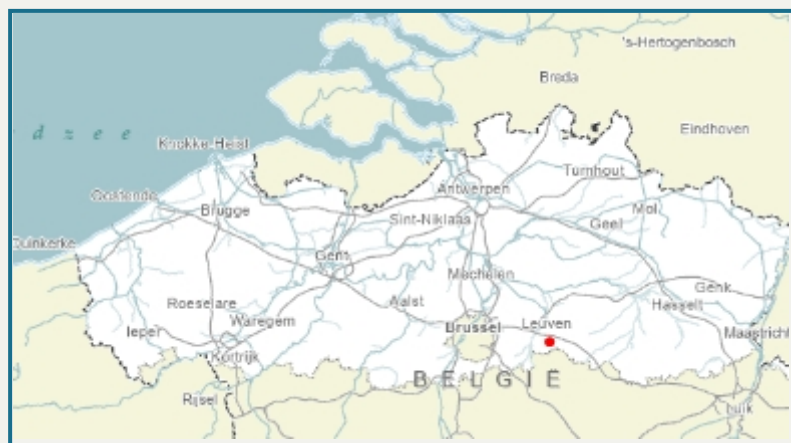 's-Hertogenbosch
Breda
Eindhoven
d z e e
Knokke-Heist
Turnhout
Oostende
Antwerpen
Brugge
Mol
Sint-Niklaas
Geel
Duinkerke
Gent
Mechelen
Genk
Roeselare
Aalst
Hasselt
Ieper
Waregem
Brussel
Leuven
Maastricht
Kortrijk
BELGIË
Rijsel
Luik